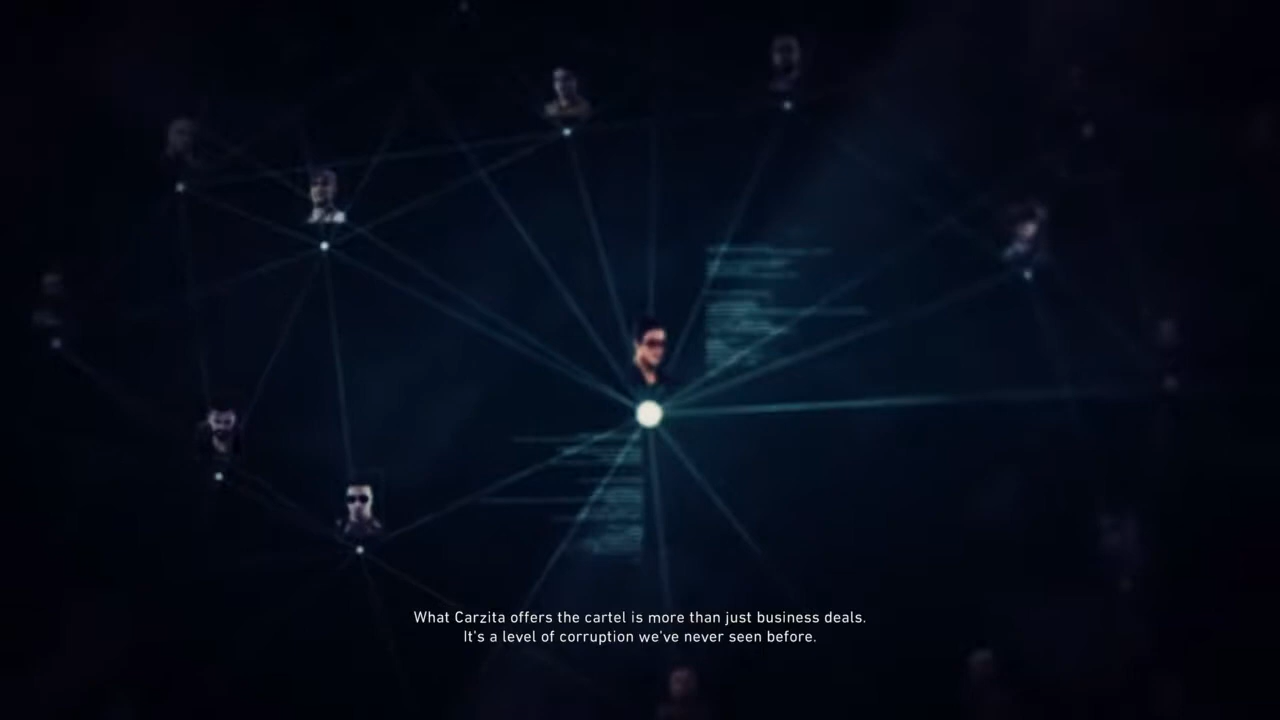 What Carzita offers the cartel is more than just business deals.
It's a level of corruption we've never seen before.